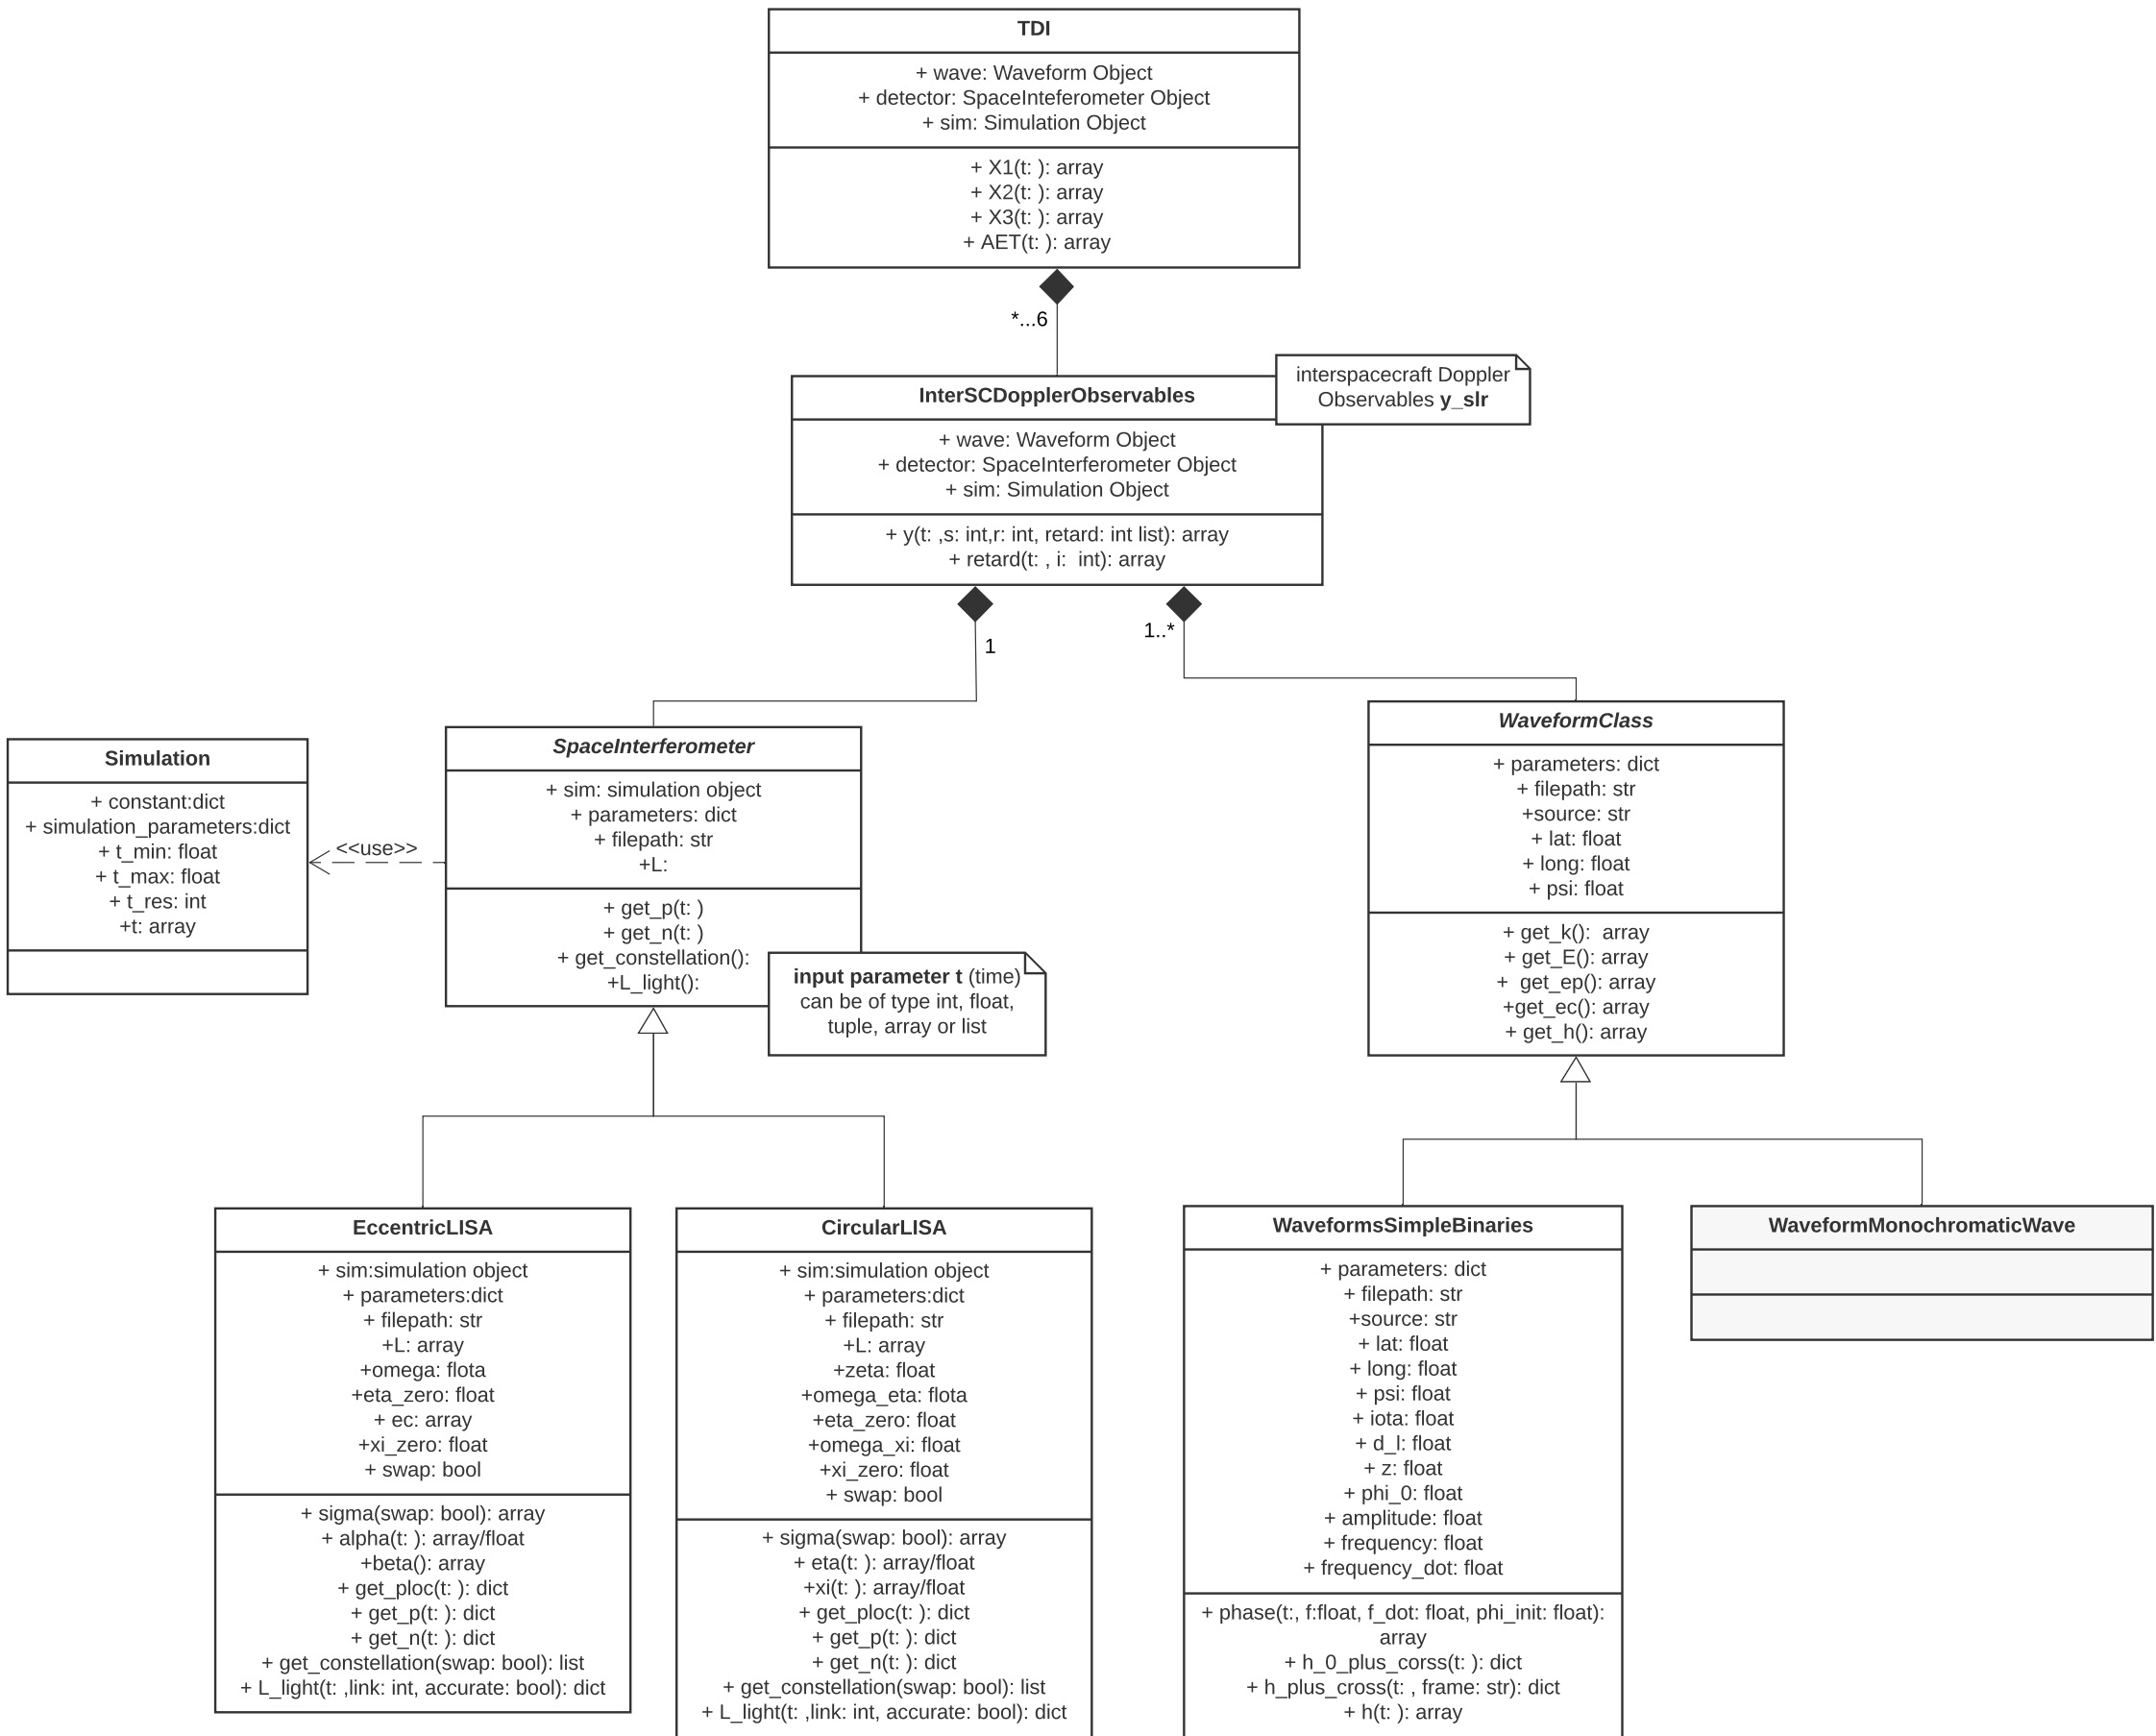 TDI
+ wave: Waveform Object
+ detector: SpaceInteferometer Object
+ sim: Simulation Object
+ X1(t: ): array
+ X2(t: ): array
+ X3(t: ): array
+ AET(t: ): array
*...6
InterSCDopplerObservables
+ wave: Waveform Object
+ detector: SpaceInterferometer Object
+ sim: Simulation Object
+ y(t: ,s: int,r: int, retard: int list): array
+ retard(t: , i:  int): array
interspacecraft Doppler
Observables y_slr
1
1..*
Simulation
+ constant:dict
+ simulation_parameters:dict
+ t_min: float
+ t_max: float
+ t_res: int
+t: array
<<use>>
SpaceInterferometer
+ sim: simulation object
+ parameters: dict
+ filepath: str
+L:
+ get_p(t: )
+ get_n(t: )
+ get_constellation():
+L_light():
input parameter t (time)
can be of type int, float,
tuple, array or list
WaveformClass
+ parameters: dict
+ filepath: str
+source: str
+ lat: float
+ long: float
+ psi: float
+ get_k():  array
+ get_E(): array
+  get_ep(): array
+get_ec(): array
+ get_h(): array
EccentricLISA
+ sim:simulation object
+ parameters:dict
+ filepath: str
+L: array
+omega: flota
+eta_zero: float
+ ec: array
+xi_zero: float
+ swap: bool
+ sigma(swap: bool): array
+ alpha(t: ): array/float
+beta(): array
+ get_ploc(t: ): dict
+ get_p(t: ): dict
+ get_n(t: ): dict
+ get_constellation(swap: bool): list
+ L_light(t: ,link: int, accurate: bool): dict
CircularLISA
+ sim:simulation object
+ parameters:dict
+ filepath: str
+L: array
+zeta: float
+omega_eta: flota
+eta_zero: float
+omega_xi: float
+xi_zero: float
+ swap: bool
+ sigma(swap: bool): array
+ eta(t: ): array/float
+xi(t: ): array/float
+ get_ploc(t: ): dict
+ get_p(t: ): dict
+ get_n(t: ): dict
+ get_constellation(swap: bool): list
+ L_light(t: ,link: int, accurate: bool): dict
WaveformsSimpleBinaries
+ parameters: dict
+ filepath: str
+source: str
+ lat: float
+ long: float
+ psi: float
+ iota: float
+ d_l: float
+ z: float
+ phi_0: float
+ amplitude: float
+ frequency: float
+ frequency_dot: float
+ phase(t:, f:float, f_dot: float, phi_init: float):
array
+ h_0_plus_corss(t: ): dict
+ h_plus_cross(t: , frame: str): dict
+ h(t: ): array
WaveformMonochromaticWave